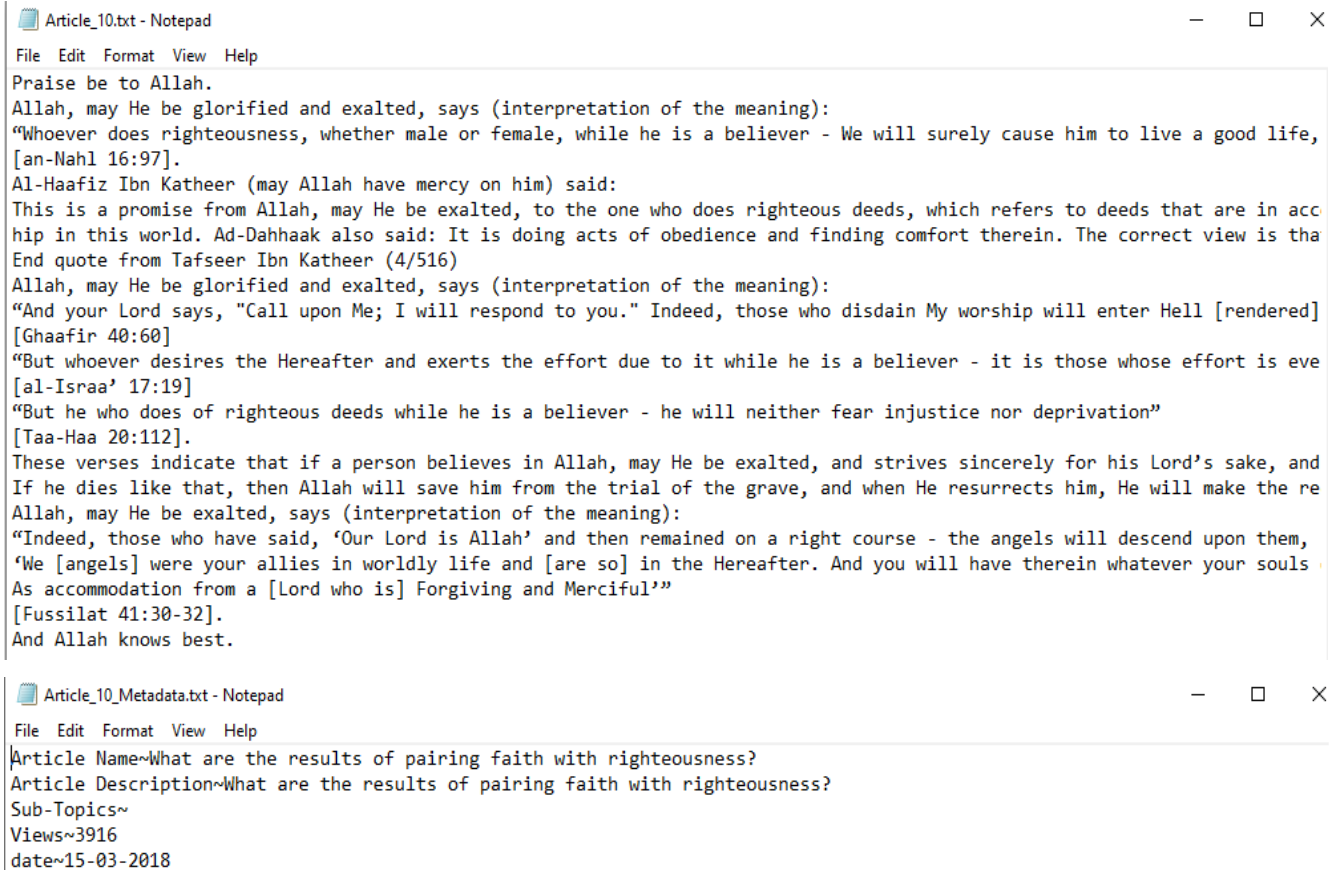 Article_10.txt - Notepad
File Edit Format View Help
Praise be to Allah.
Allah, may He be glorified and exalted, says (interpretation of the meaning):
“Whoever does righteousness, whether male or female, while he is a believer - We will surely cause him to live a good life,
[an-Nahl 16:97].
Al-Haafiz Ibn Katheer (may Allah have mercy on him) said:
This is a promise from Allah, may He be exalted, to the one who does righteous deeds, which refers to deeds that are in acc
hip in this world. Ad-Dahhaak also said: It is doing acts of obedience and finding comfort therein. The correct view is tha
End quote from Tafseer Ibn Katheer (4/516)
Allah, may He be glorified and exalted, says (interpretation of the meaning):
“And your Lord says, "Call upon Me; I will respond to you." Indeed, those who disdain My worship will enter Hell [rendered]
[Ghaafir 40:60]
“But whoever desires the Hereafter and exerts the effort due to it while he is a believer - it is those whose effort is eve
[al-Israa’ 17:19]
“But he who does of righteous deeds while he is a believer - he will neither fear injustice nor deprivation”
[Taa-Haa 20:112].
These verses indicate that if a person believes in Allah, may He be exalted, and strives sincerely for his Lord’s sake, and
If he dies like that, then Allah will save him from the trial of the grave, and when He resurrects him, He will make the re
Allah, may He be exalted, says (interpretation of the meaning):
“Indeed, those who have said, ‘Our Lord is Allah’ and then remained on a right course - the angels will descend upon them,
‘We [angels] were your allies in worldly life and [are so] in the Hereafter. And you will have therein whatever your souls
As accommodation from a [Lord who is] Forgiving and Merciful’”
[Fussilat 41:30-32].
And Allah knows best.
Article_10_Metadada.txt - Notepad
File Edit Format View Help
Article Name~What are the results of pairing faith with righteousness?
Article Description~What are the results of pairing faith with righteousness?
Sub-Topics~
Views~3916
date~15-03-2018